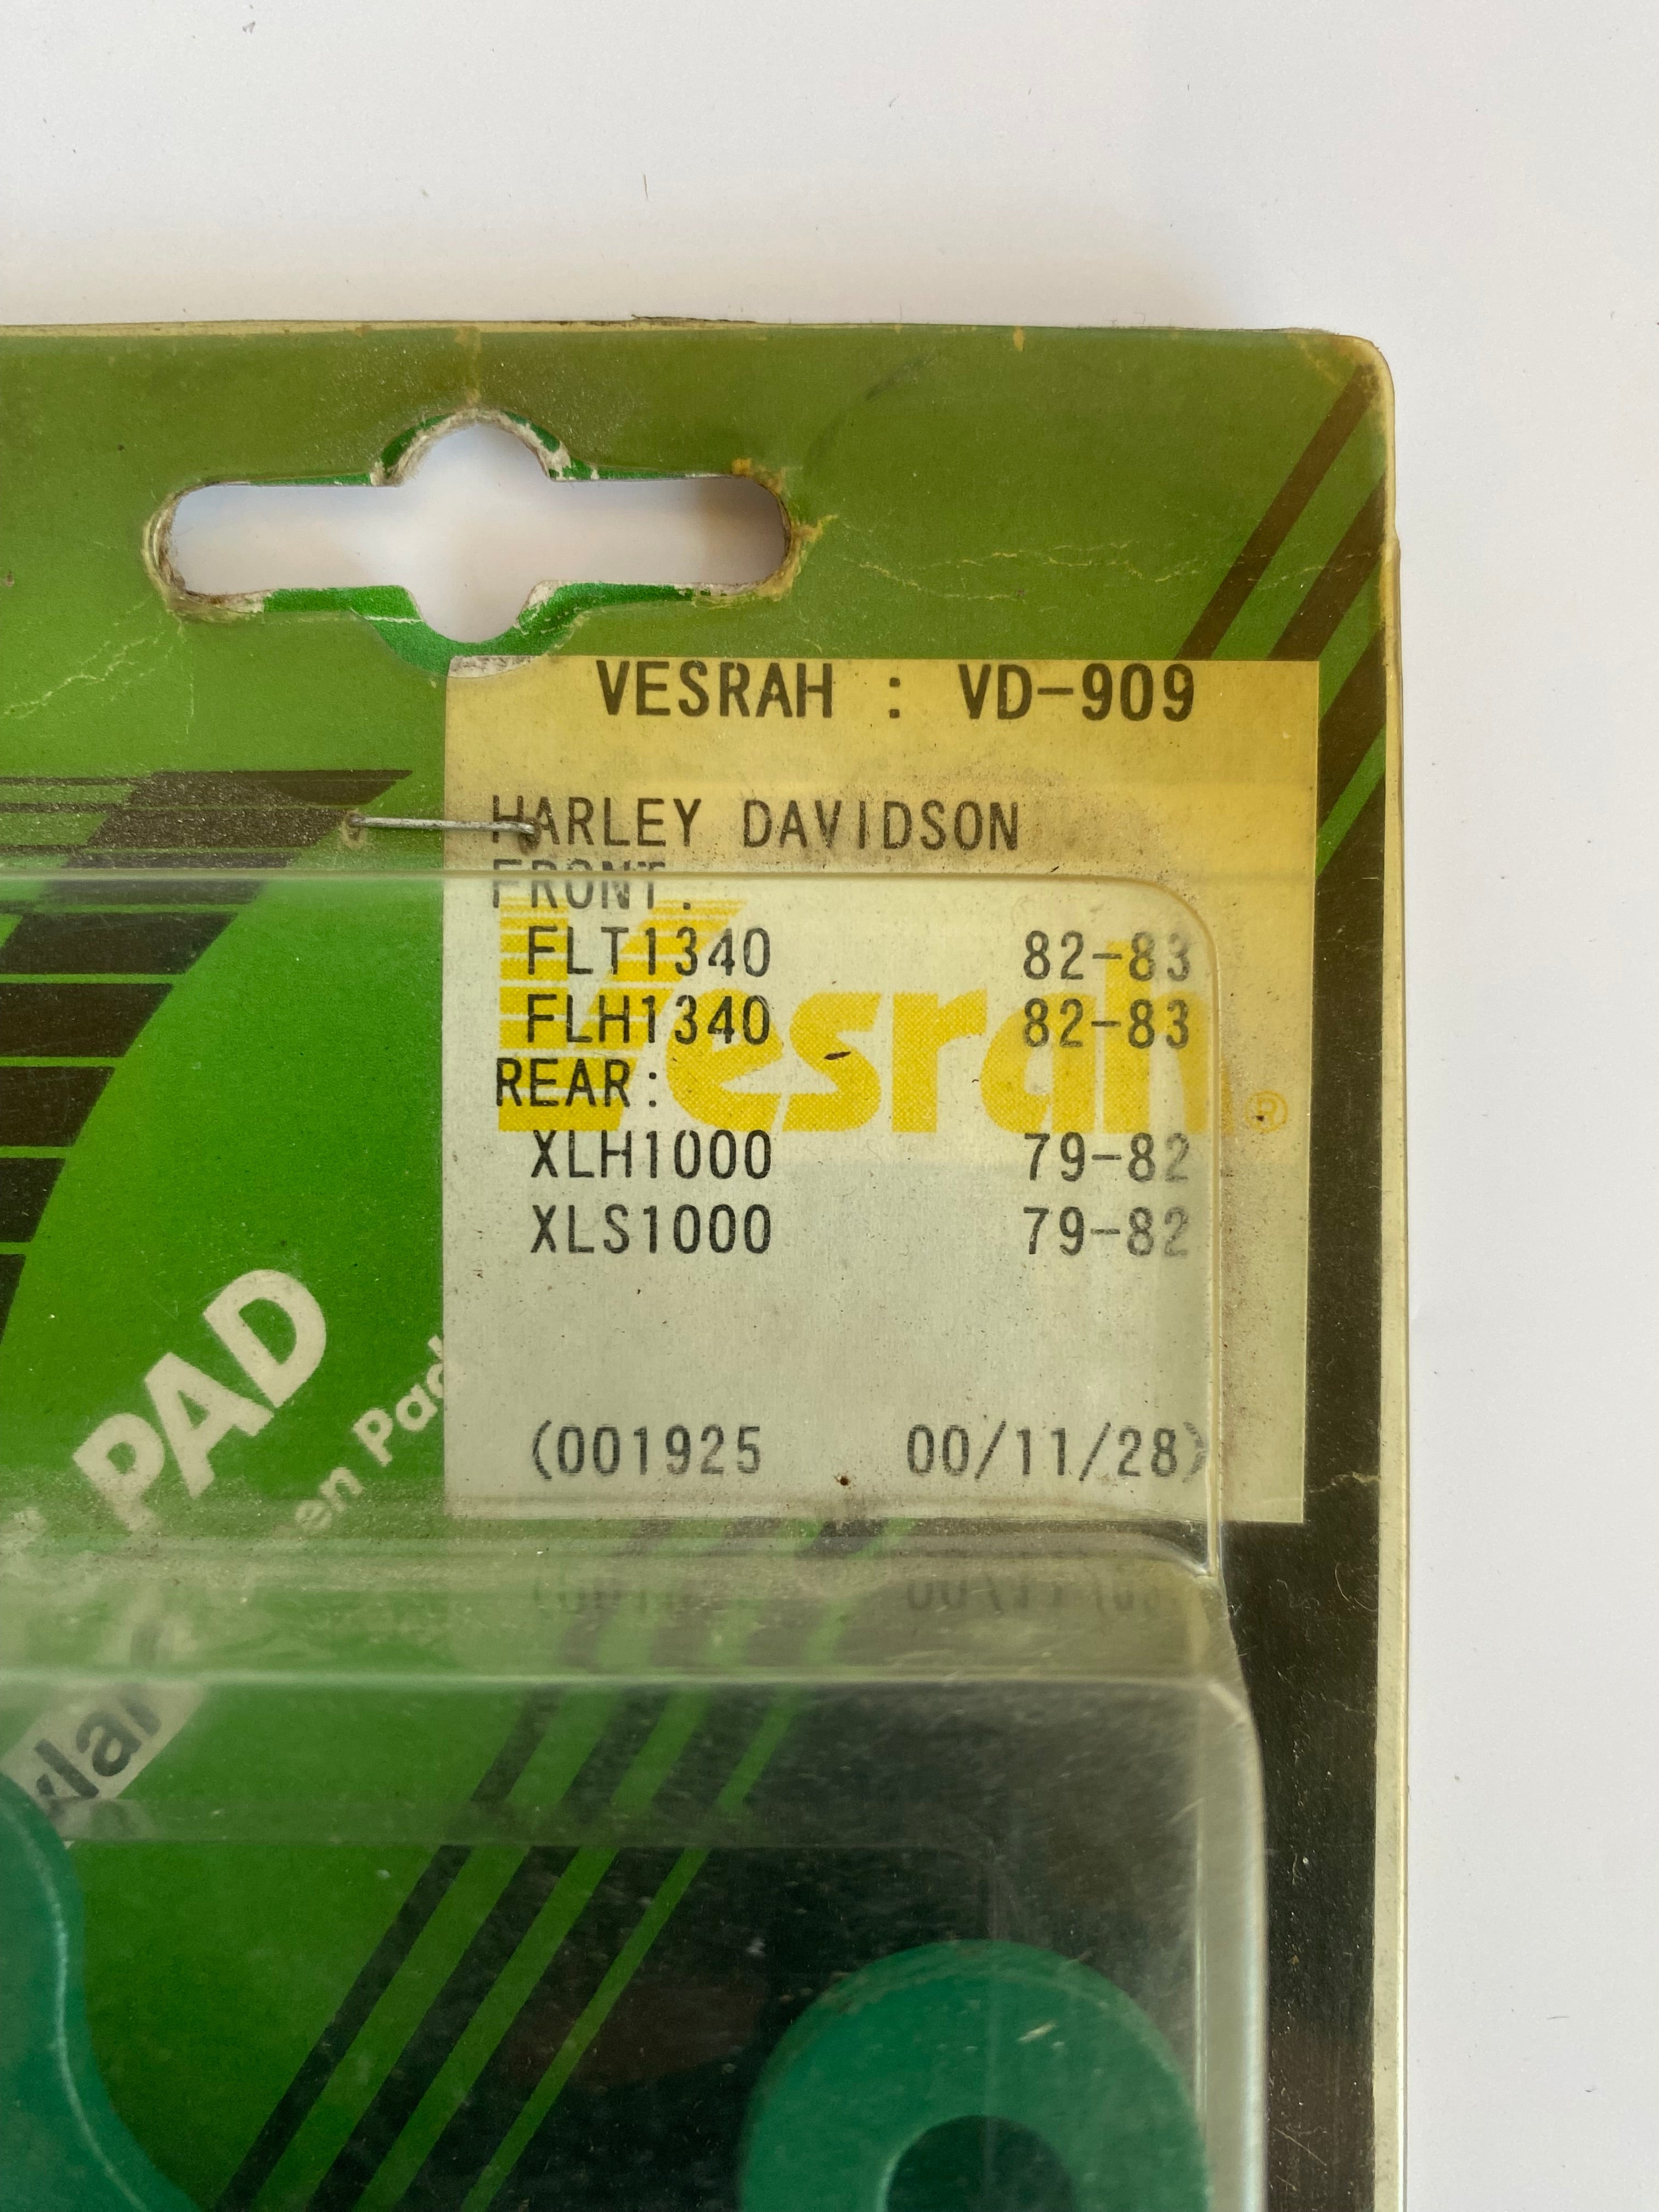 VESRAH : VD-909
HARLEY DAVIDSON
FRONT:
FLT1340 82-83
FLH1340 82-83
Vesrah®
REAR:
XLH1000 79-82
XLS1000 79-82
(001925 00/11/28)
PAD